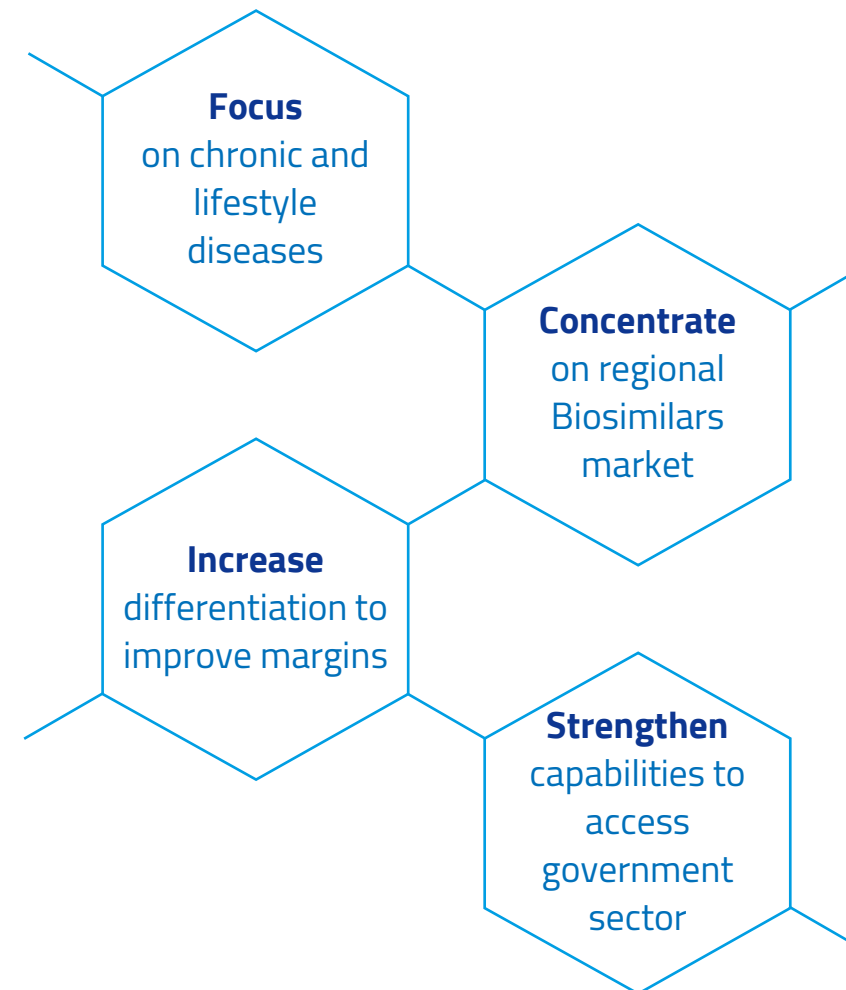 Focus
on chronic and
lifestyle
diseases
Concentrate
on regional
Biosimilars
market
Increase
differentiation to
improve margins
Strengthen
capabilities to
access
government
sector